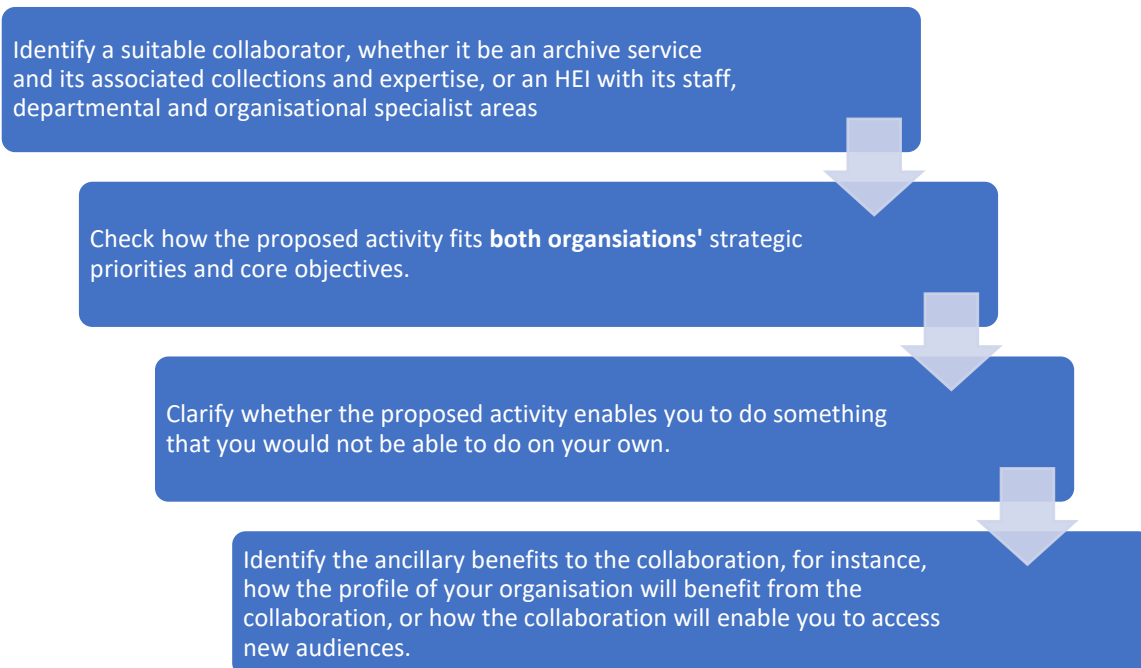 Identify a suitable collaborator, whether it be an archive service
and its associated collections and expertise, or an HEI with its staff,
departmental and organisational specialist areas
Check how the proposed activity fits both organsiations' strategic
priorities and core objectives.
Clarify whether the proposed activity enables you to do something
that you would not be able to do on your own.
Identify the ancillary benefits to the collaboration, for instance,
how the profile of your organisation will benefit from the
collaboration, or how the collaboration will enable you to access
new audiences.